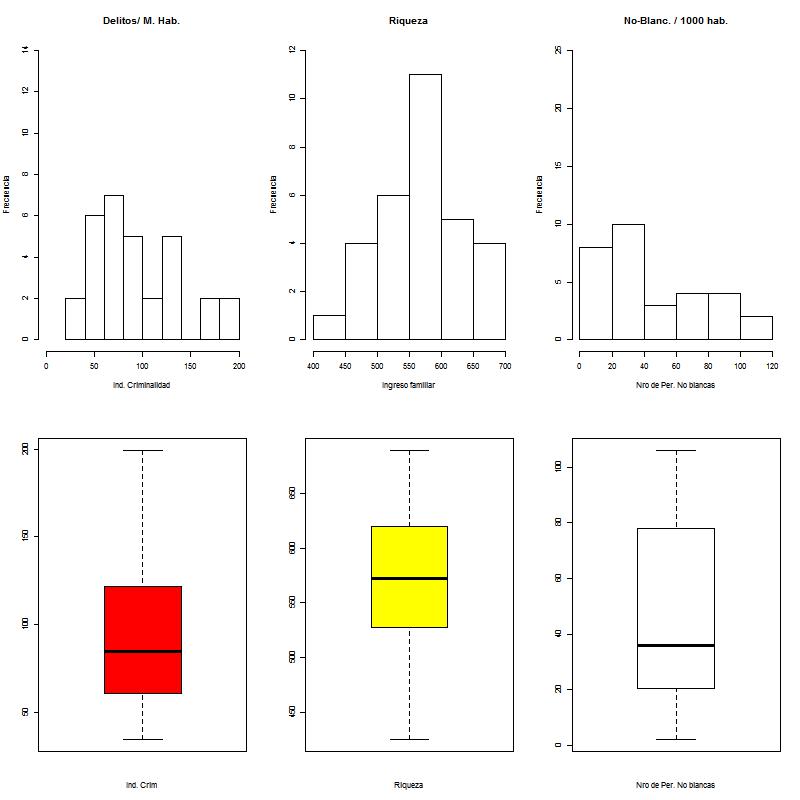 Delitos/ M. Hab.
Riqueza
No-Blanc. / 1000 hab.
14
12
10
8
6
4
2
0
Frecuencia
0 50 100 150 200
Ind. Criminalidad
12
10
8
6
4
2
0
Frecuencia
400 450 500 550 600 650 700
Ingreso familiar
25
20
15
10
5
0
Frecuencia
0 20 40 60 80 100 120
Nro de Per. No blancas
200
150
100
50
Ind. Crim
650
600
550
500
450
Riqueza
100
80
60
40
20
0
Nro de Per. No blancas